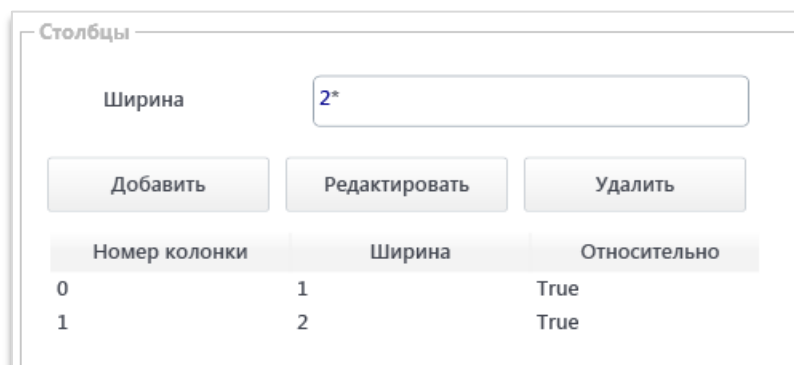 Столбцы
Ширина 2*
Добавить Редактировать Удалить
Номер колонки Ширина Относительно
0 1 True
1 2 True